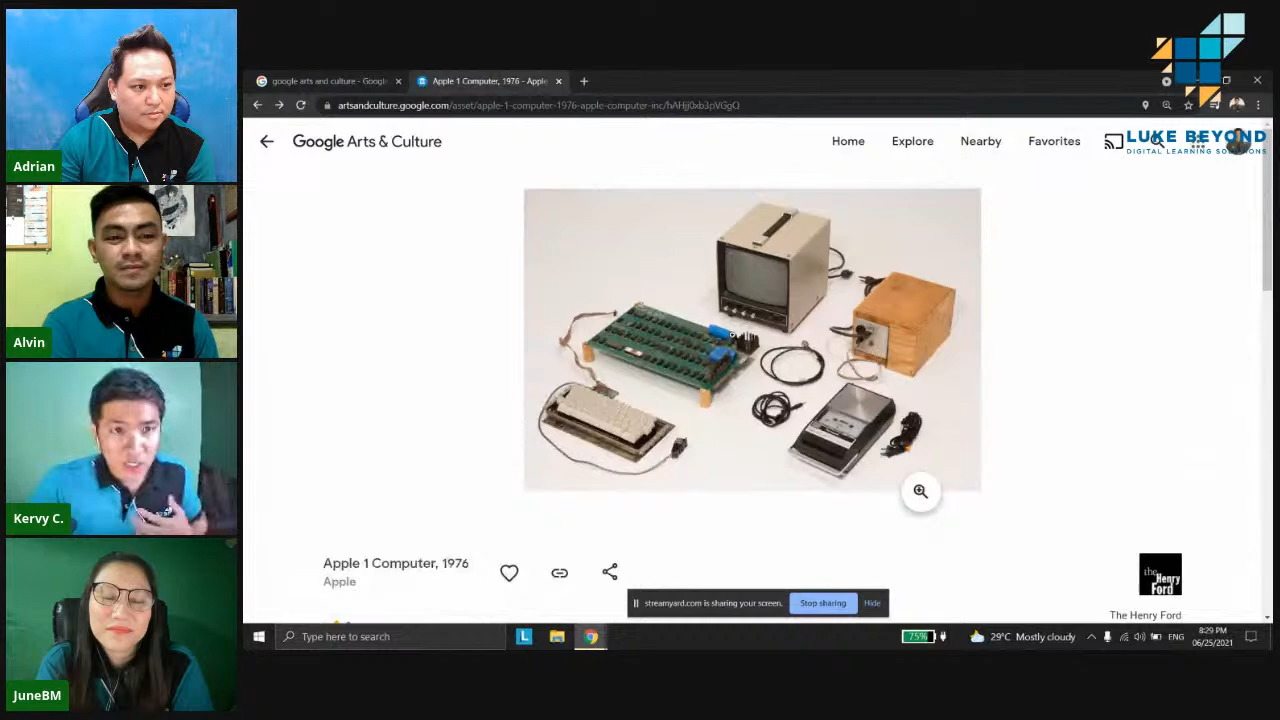 Adrian
Alvin
Kervy C.
JuneBM
google arts and culture - Googl
Apple 1 Computer, 1976 - Apple
artsandculture.google.com/asset/apple-1-computer-1976-apple-computer-inc/hAHjj0xb3pVGgQ
LUKE BEYOND
DIGITAL LEARNING SOLUTIONS
Google Arts & Culture
Home
Explore
Nearby
Favorites
Apple 1 Computer, 1976
Apple
the Henry Ford
The Henry Ford
streamyard.com is sharing your screen.
Stop sharing
Hide
Type here to search
L
75%
29°C Mostly cloudy
ENG
8:29 PM
06/25/2021